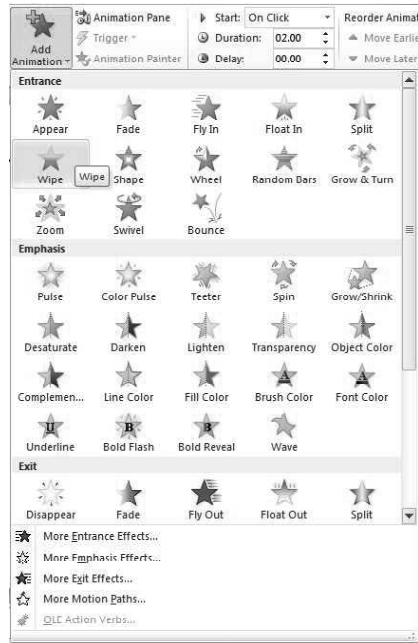 Add Animation
Animation Pane
Trigger
Animation Painter
Start: On Click
Duration: 02.00
Delay: 00.00
Reorder Animat
Move Earlie
Move Later
Entrance
Appear Fade Fly In Float In Split
Wipe Wipe Shape Wheel Random Bars Grow & Turn
Zoom Swivel Bounce
Emphasis
Pulse Color Pulse Teeter Spin Grow/Shrink
Desaturate Darken Lighten Transparency Object Color
Complemen... Line Color Fill Color Brush Color Font Color
Underline Bold Flash Bold Reveal Wave
Exit
Disappear Fade Fly Out Float Out Split
More Entrance Effects...
More Emphasis Effects...
More Exit Effects...
More Motion Paths...
OLE Action Verbs...